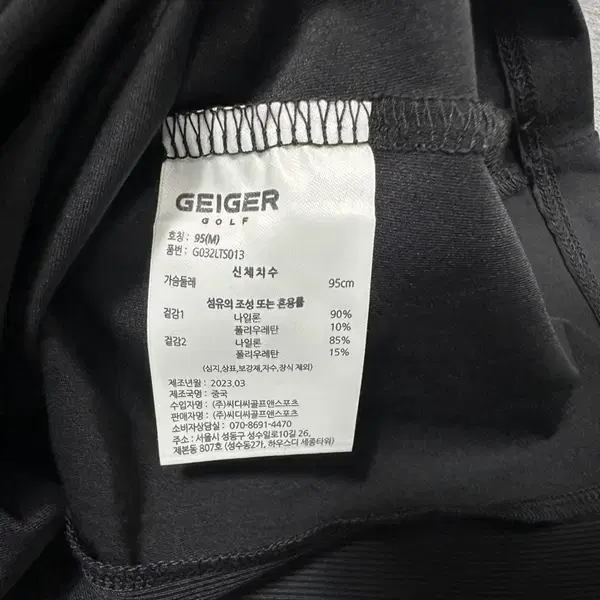 GEIGER
GOLF
호칭 : 95(M)
품번 : G032LTS013
신체치수
가슴둘레 95cm
섬유의 조성 또는 혼용률
겉감1 나일론 90%
폴리우레탄 10%
겉감2 나일론 85%
폴리우레탄 15%
(심지,상표,보강재,자수,장식 제외)
제조년월 : 2023.03
제조국명 : 중국
수입자명 : (주)씨디씨골프앤스포츠
판매자명 : (주)씨디씨골프앤스포츠
소비자상담실 : 070-8691-4470
주소 : 서울시 성동구 성수일로10길 26,
제본동 807호 (성수동2가, 하우스디 세종타워)